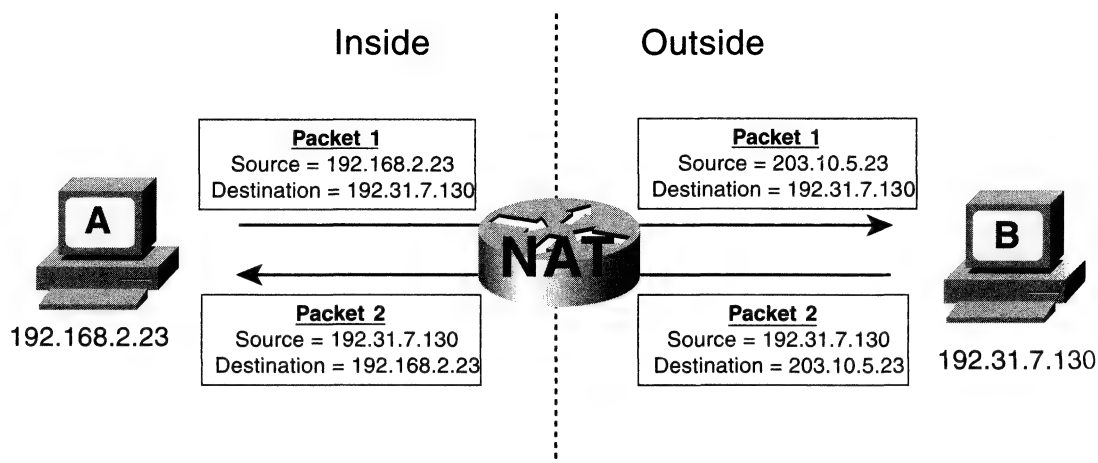 Inside
Outside
Packet 1
Source = 192.168.2.23
Destination = 192.31.7.130
Packet 1
Source = 203.10.5.23
Destination = 192.31.7.130
A
NAT
B
192.168.2.23
Packet 2
Source = 192.31.7.130
Destination = 192.168.2.23
Packet 2
Source = 192.31.7.130
Destination = 203.10.5.23
192.31.7.130